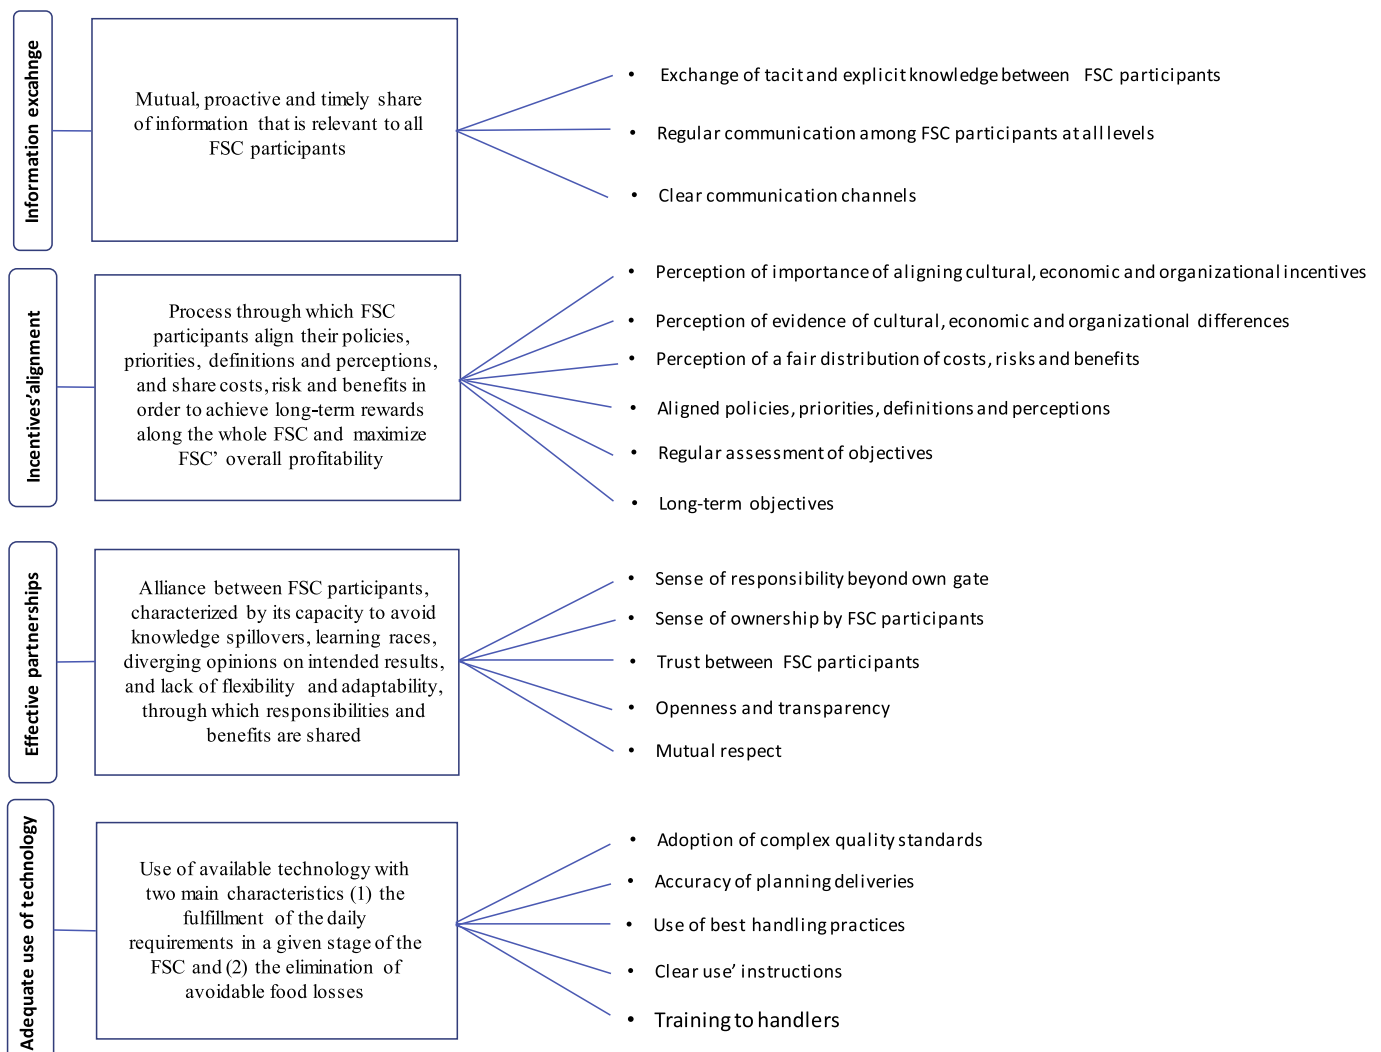 Information excahnge
Mutual, proactive and timely share
of information that is relevant to all
FSC participants
• Exchange of tacit and explicit knowledge between FSC participants
• Regular communication among FSC participants at all levels
• Clear communication channels
Incentives'alignment
Process through which FSC
participants align their policies,
priorities, definitions and perceptions,
and share costs, risk and benefits in
order to achieve long-term rewards
along the whole FSC and maximize
FSC’ overall profitability
• Perception of importance of aligning cultural, economic and organizational incentives
• Perception of evidence of cultural, economic and organizational differences
• Perception of a fair distribution of costs, risks and benefits
• Aligned policies, priorities, definitions and perceptions
• Regular assessment of objectives
• Long-term objectives
Effective partnerships
Alliance between FSC participants,
characterized by its capacity to avoid
knowledge spillovers, learning races,
diverging opinions on intended results,
and lack of flexibility and adaptability,
through which responsibilities and
benefits are shared
• Sense of responsibility beyond own gate
• Sense of ownership by FSC participants
• Trust between FSC participants
• Openness and transparency
• Mutual respect
Adequate use of technology
Use of available technology with
two main characteristics (1) the
fulfillment of the daily
requirements in a given stage of the
FSC and (2) the elimination of
avoidable food losses
• Adoption of complex quality standards
• Accuracy of planning deliveries
• Use of best handling practices
• Clear use’ instructions
• Training to handlers